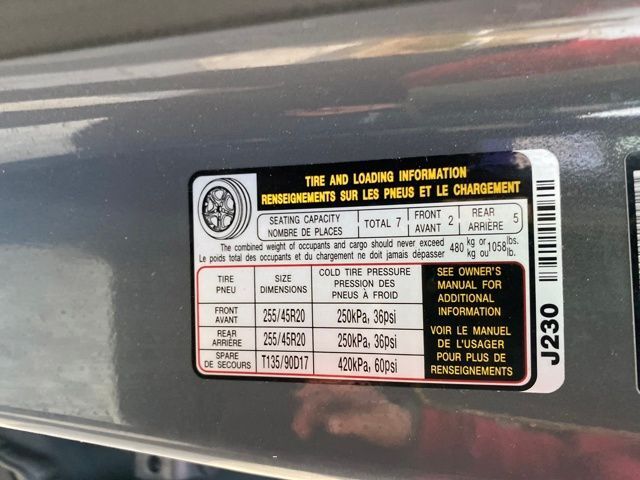 TIRE AND LOADING INFORMATION
RENSEIGNEMENTS SUR LES PNEUS ET LE CHARGEMENT
SEATING CAPACITY
NOMBRE DE PLACES
TOTAL 7
FRONT
AVANT
2
REAR
ARRIÈRE
5
The combined weight of occupants and cargo should never exceed
Le poids total des occupants et du chargement ne doit jamais dépasser
480 kg or 1058 lbs.
kg ou lb.
TIRE
PNEU
SIZE
DIMENSIONS
COLD TIRE PRESSURE
PRESSION DES
PNEUS À FROID
FRONT
AVANT
255/45R20
250kPa, 36psi
REAR
ARRIÈRE
255/45R20
250kPa, 36psi
SPARE
DE SECOURS
T135/90D17
420kPa, 60psi
SEE OWNER'S
MANUAL FOR
ADDITIONAL
INFORMATION
VOIR LE MANUEL
DE L'USAGER
POUR PLUS DE
RENSEIGNEMENTS
J230